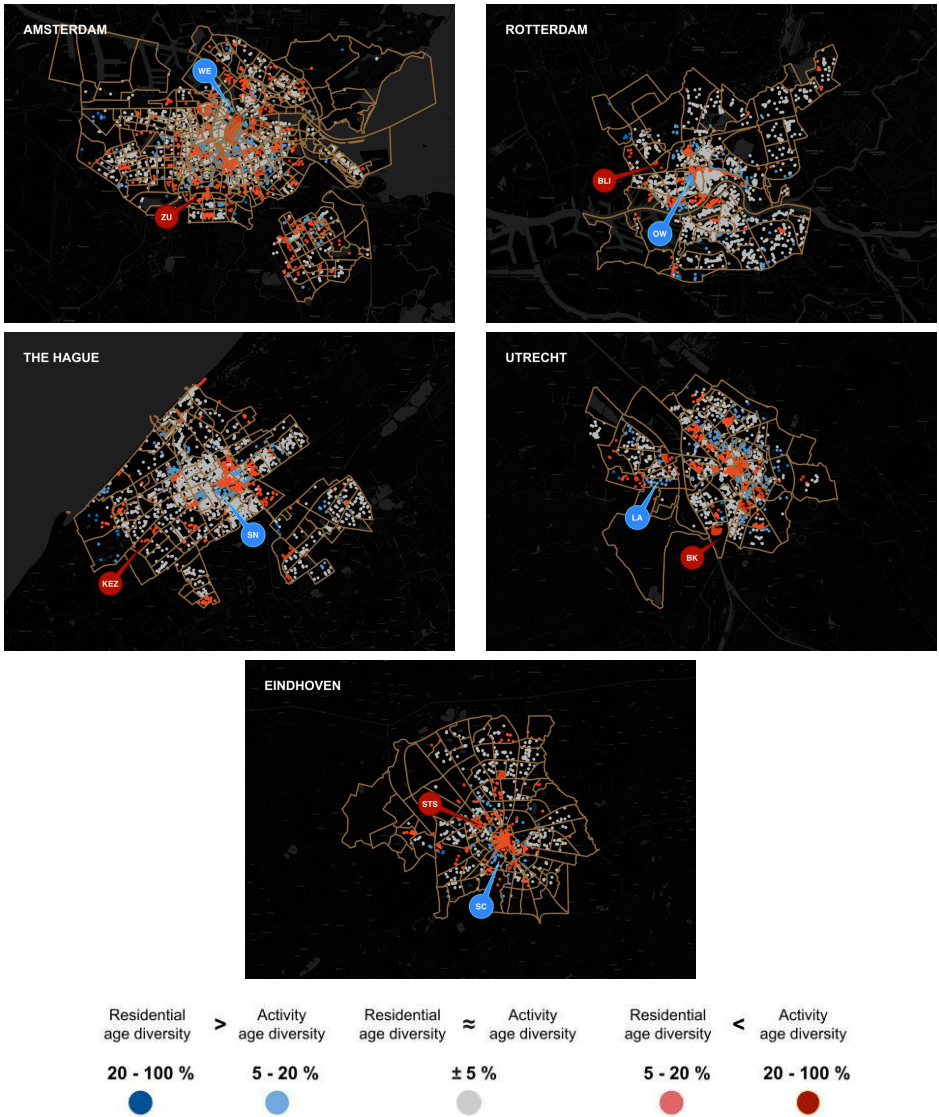 AMSTERDAM
WE
ZU
ROTTERDAM
BLI
OW
THE HAGUE
SN
KEZ
UTRECHT
LA
BK
EINDHOVEN
STS
SC
Residential
age diversity
>
Activity
age diversity
Residential
age diversity
≈
Activity
age diversity
Residential
age diversity
<
Activity
age diversity
20 - 100 %
5 - 20 %
± 5 %
5 - 20 %
20 - 100 %